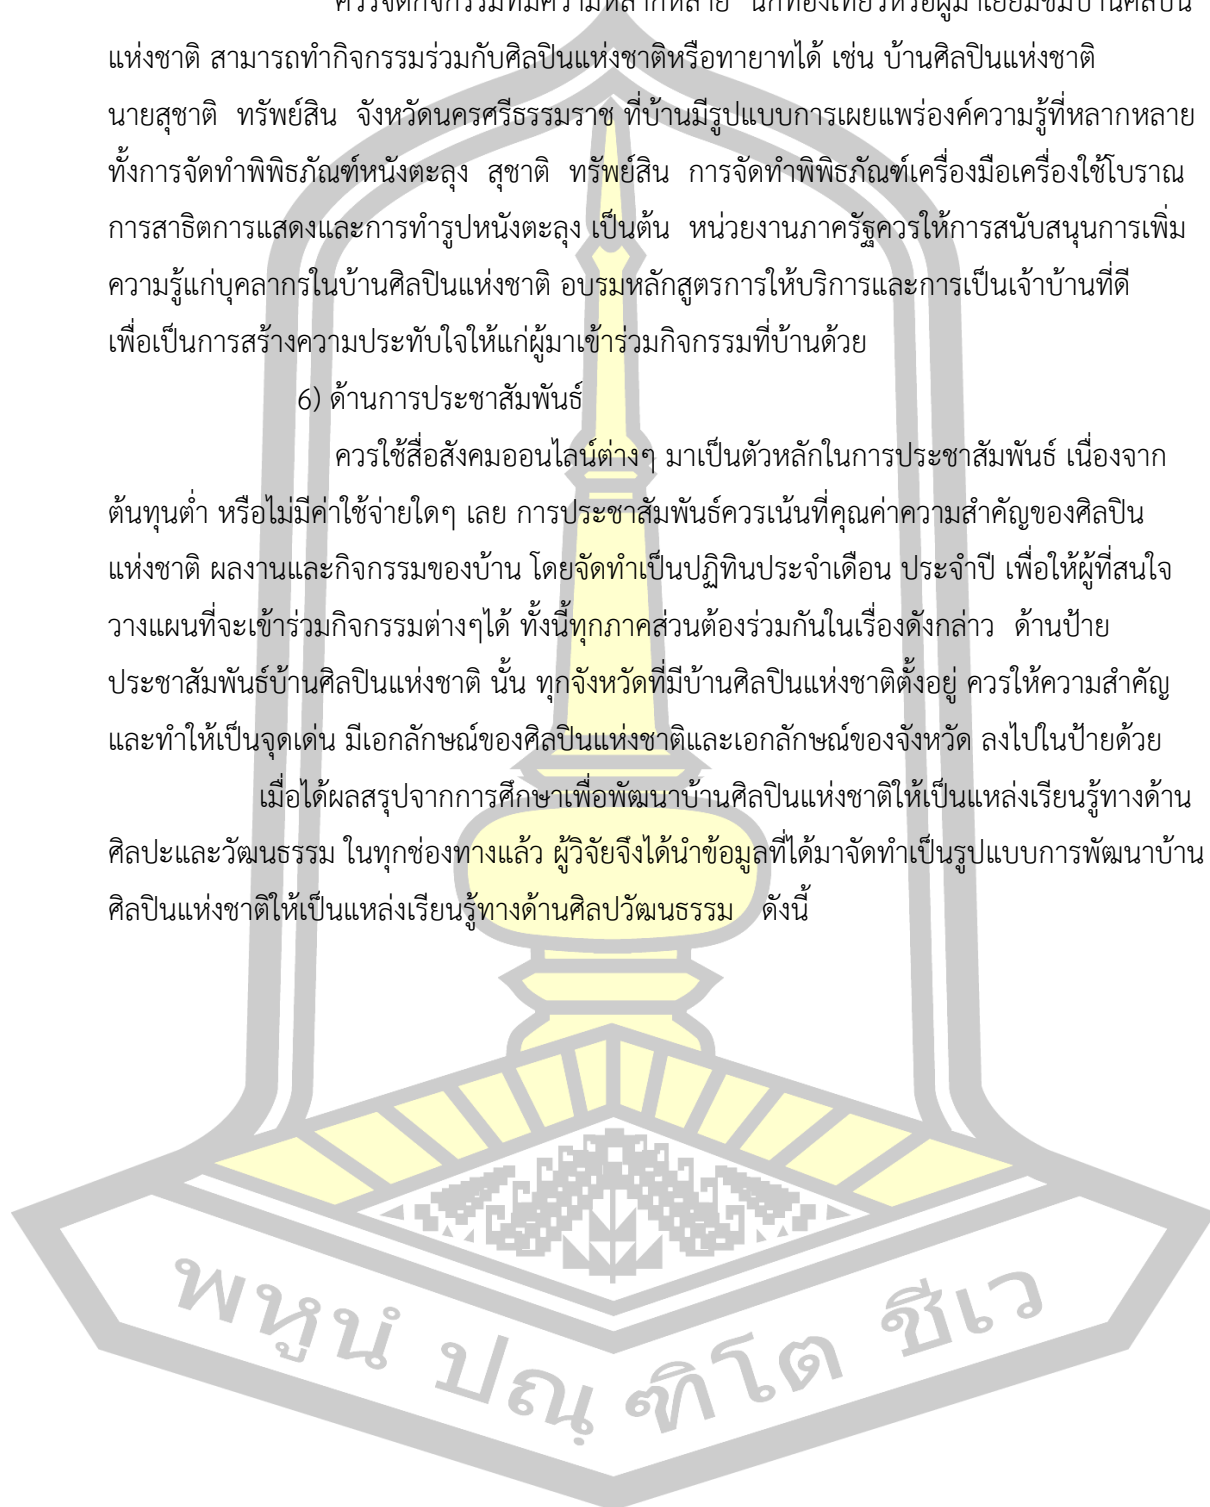 ควรจัดกิจกรรมที่มีความหลากหลาย นักท่องเที่ยวหรือผู้มาเยี่ยมชมบ้านศิลปิน
แห่งชาติ สามารถทำกิจกรรมร่วมกับศิลปินแห่งชาติหรือทายาทได้ เช่น บ้านศิลปินแห่งชาติ
นายสุชาติ ทรัพย์สิน จังหวัดนครศรีธรรมราช ที่บ้านมีรูปแบบการเผยแพร่องค์ความรู้ที่หลากหลาย
ทั้งการจัดทำพิพิธภัณฑ์หนังตะลุง สุชาติ ทรัพย์สิน การจัดทำพิพิธภัณฑ์เครื่องมือเครื่องใช้โบราณ
การสาธิตการแสดงและการทำรูปหนังตะลุง เป็นต้น หน่วยงานภาครัฐควรให้การสนับสนุนการเพิ่ม
ความรู้แก่บุคลากรในบ้านศิลปินแห่งชาติ อบรมหลักสูตรการให้บริการและการเป็นเจ้าบ้านที่ดี
เพื่อเป็นการสร้างความประทับใจให้แก่ผู้มาเข้าร่วมกิจกรรมที่บ้านด้วย
6) ด้านการประชาสัมพันธ์
ควรใช้สื่อสังคมออนไลน์ต่างๆ มาเป็นตัวหลักในการประชาสัมพันธ์ เนื่องจาก
ต้นทุนต่ำ หรือไม่มีค่าใช้จ่ายใดๆ เลย การประชาสัมพันธ์ควรเน้นที่คุณค่าความสำคัญของศิลปิน
แห่งชาติ ผลงานและกิจกรรมของบ้าน โดยจัดทำเป็นปฏิทินประจำเดือน ประจำปี เพื่อให้ผู้ที่สนใจ
วางแผนที่จะเข้าร่วมกิจกรรมต่างๆได้ ทั้งนี้ทุกภาคส่วนต้องร่วมกันในเรื่องดังกล่าว ด้านป้าย
ประชาสัมพันธ์บ้านศิลปินแห่งชาติ นั้น ทุกจังหวัดที่มีบ้านศิลปินแห่งชาติตั้งอยู่ ควรให้ความสำคัญ
และทำให้เป็นจุดเด่น มีเอกลักษณ์ของศิลปินแห่งชาติและเอกลักษณ์ของจังหวัด ลงไปในป้ายด้วย
เมื่อได้ผลสรุปจากการศึกษาเพื่อพัฒนาบ้านศิลปินแห่งชาติให้เป็นแหล่งเรียนรู้ทางด้าน
ศิลปะและวัฒนธรรม ในทุกช่องทางแล้ว ผู้วิจัยจึงได้นำข้อมูลที่ได้มาจัดทำเป็นรูปแบบการพัฒนาบ้าน
ศิลปินแห่งชาติให้เป็นแหล่งเรียนรู้ทางด้านศิลปวัฒนธรรม ดังนี้
พหูนํ ปณฺฑิโต ชีเว